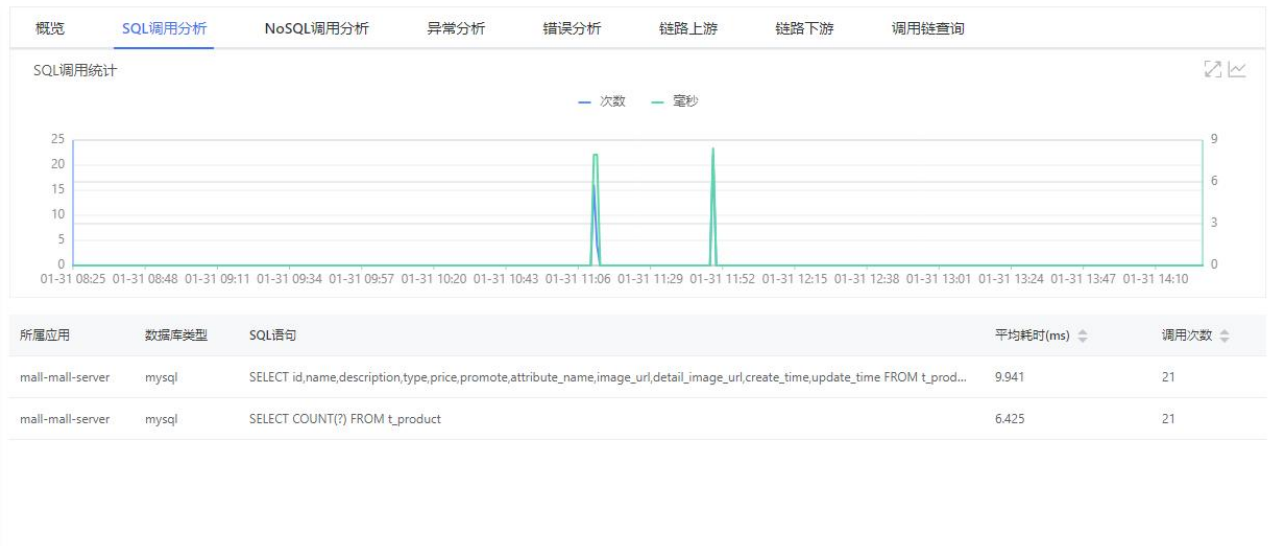 概览 SQL调用分析 NoSQL调用分析 异常分析 错误分析 链路上游 链路下游 调用链查询
SQL调用统计
次数 毫秒
25 9
20
15 6
10
5 3
0 0
01-31 08:25 01-31 08:48 01-31 09:11 01-31 09:34 01-31 09:57 01-31 10:20 01-31 10:43 01-31 11:06 01-31 11:29 01-31 11:52 01-31 12:15 01-31 12:38 01-31 13:01 01-31 13:24 01-31 13:47 01-31 14:10
所属应用 数据库类型 SQL语句 平均耗时(ms) 调用次数
mall-mall-server mysql SELECT id,name,description,type,price,promote,attribute_name,image_url,detail_image_url,create_time,update_time FROM t_prod... 9.941 21
mall-mall-server mysql SELECT COUNT(?) FROM t_product 6.425 21